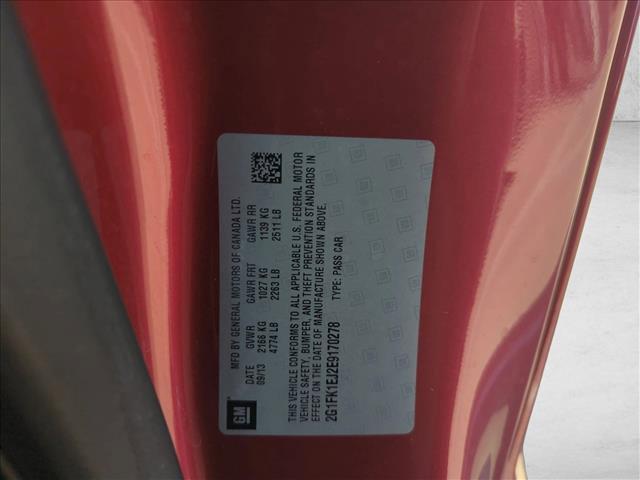 GM®
MFD BY GENERAL MOTORS OF CANADA LTD.
DATE GVWR GAWR FRT GAWR RR
09/13 2166 KG 1027 KG 1139 KG
4774 LB 2263 LB 2511 LB
THIS VEHICLE CONFORMS TO ALL APPLICABLE U.S. FEDERAL MOTOR
VEHICLE SAFETY, BUMPER, AND THEFT PREVENTION STANDARDS IN
EFFECT ON THE DATE OF MANUFACTURE SHOWN ABOVE.
2G1FK1EJ2E9170278 TYPE: PASS CAR